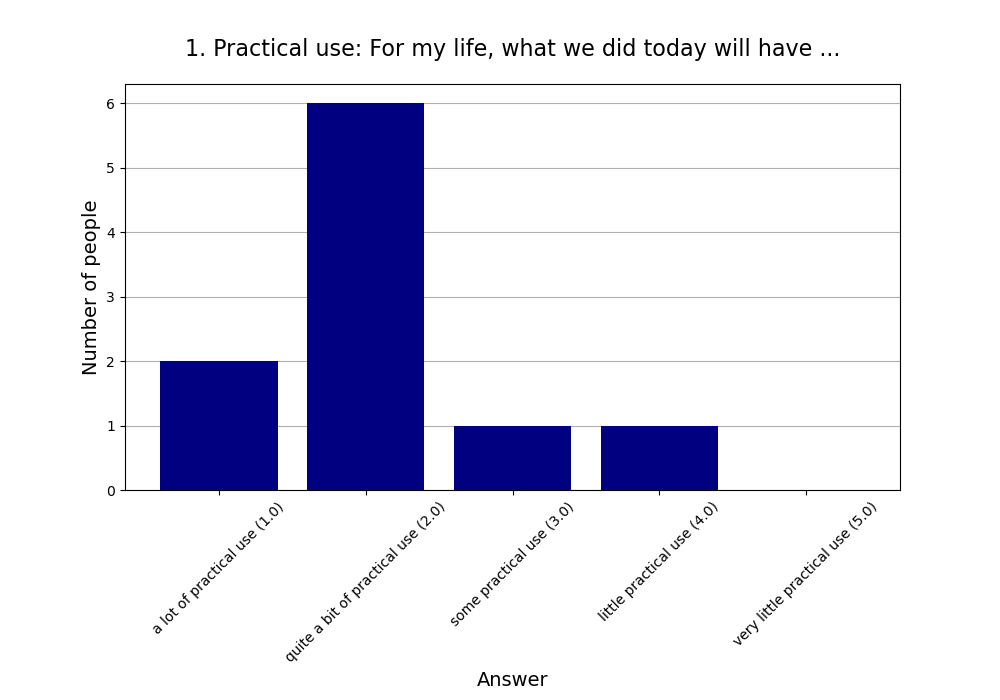 1. Practical use: For my life, what we did today will have ...
Number of people
6
5
4
3
2
1
0
a lot of practical use (1.0)
quite a bit of practical use (2.0)
some practical use (3.0)
little practical use (4.0)
very little practical use (5.0)
Answer